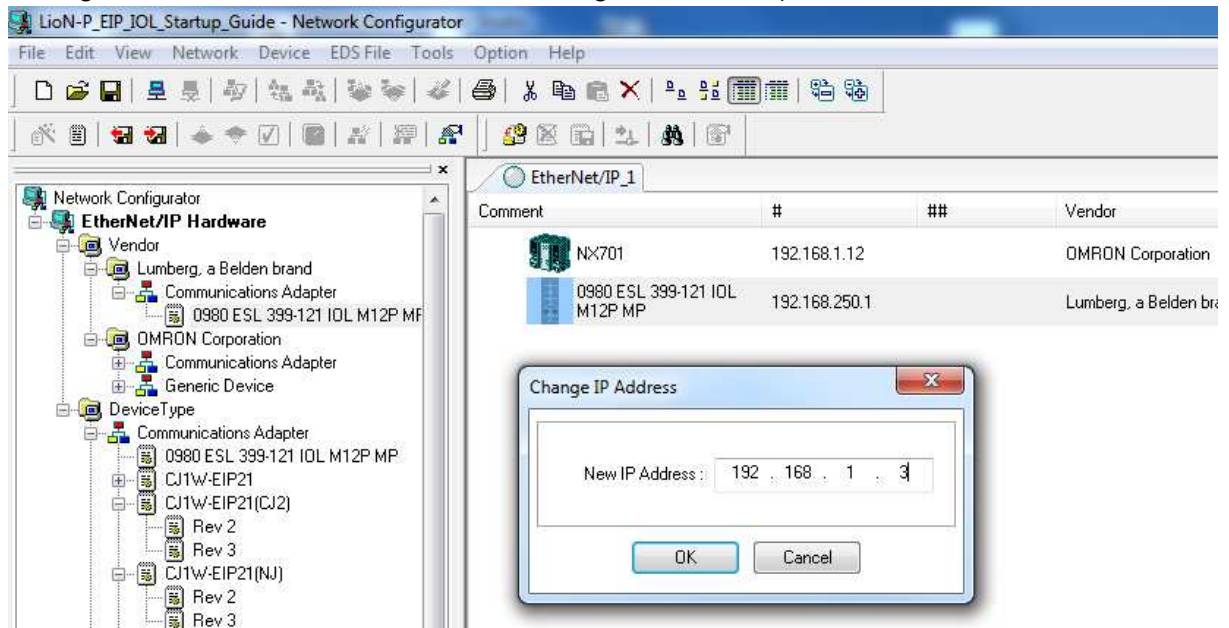 LioN-P_EIP_IOL_Startup_Guide - Network Configurator
File Edit View Network Device EDS File Tools Option Help
Network Configurator
EtherNet/IP Hardware
Vendor
Lumberg, a Belden brand
Communications Adapter
0980 ESL 399-121 IOL M12P MP
OMRON Corporation
Communications Adapter
Generic Device
DeviceType
Communications Adapter
0980 ESL 399-121 IOL M12P MP
CJ1W-EIP21
CJ1W-EIP21(CJ2)
Rev 2
Rev 3
CJ1W-EIP21(NJ)
Rev 2
Rev 3
EtherNet/IP_1
Comment # ## Vendor
NX701 192.168.1.12 OMRON Corporation
0980 ESL 399-121 IOL
M12P MP 192.168.250.1 Lumberg, a Belden bra
Change IP Address
New IP Address : 192 . 168 . 1 . 3
OK Cancel